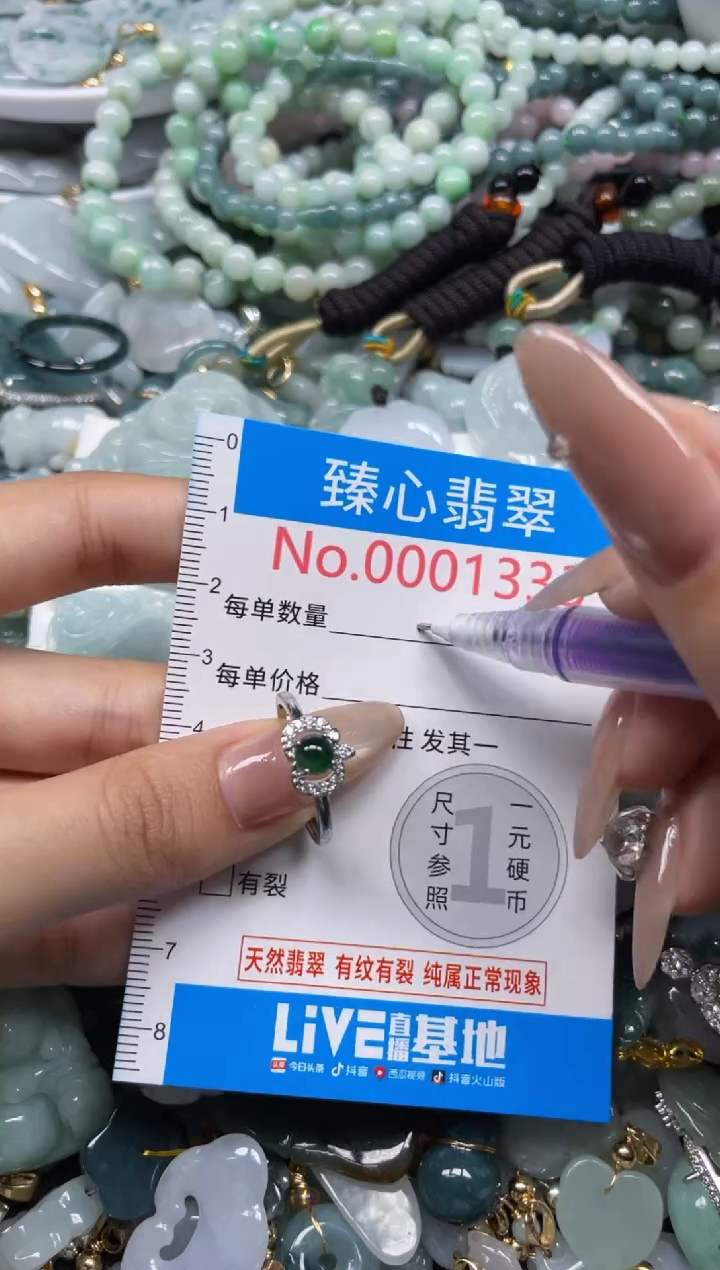 0
臻心翡翠
1
No.000133
2
每单数量
3
每单价格
4
发其一
尺寸参照
1
一元硬币
有裂
7
天然翡翠 有纹有裂 纯属正常现象
8
LiVE直播基地
头条 今日头条 抖音 西瓜视频 抖音火山版